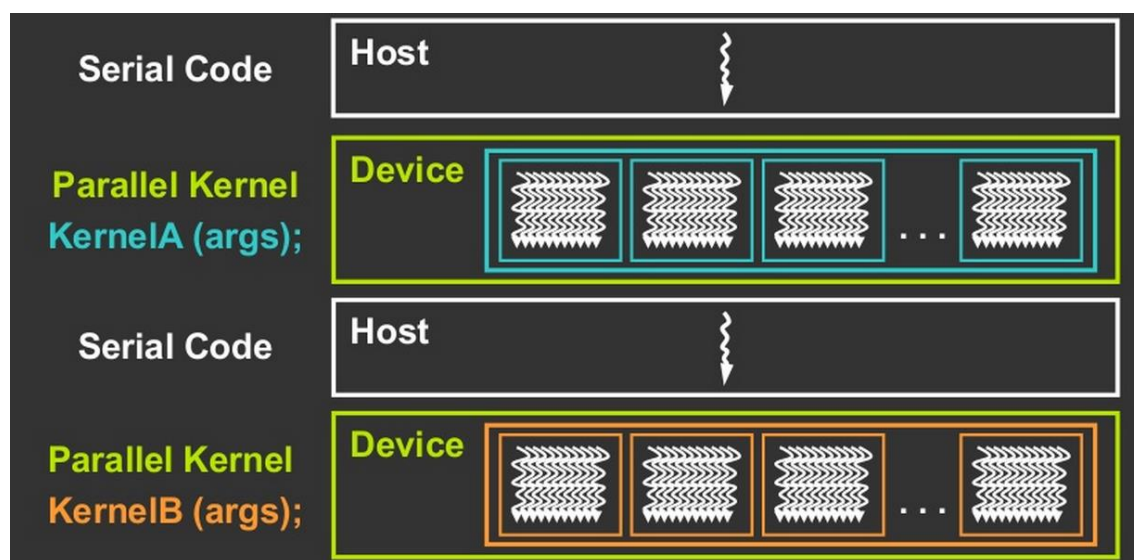 Serial Code
Host
Parallel Kernel
KernelA (args);
Device
. . .
Serial Code
Host
Parallel Kernel
KernelB (args);
Device
. . .